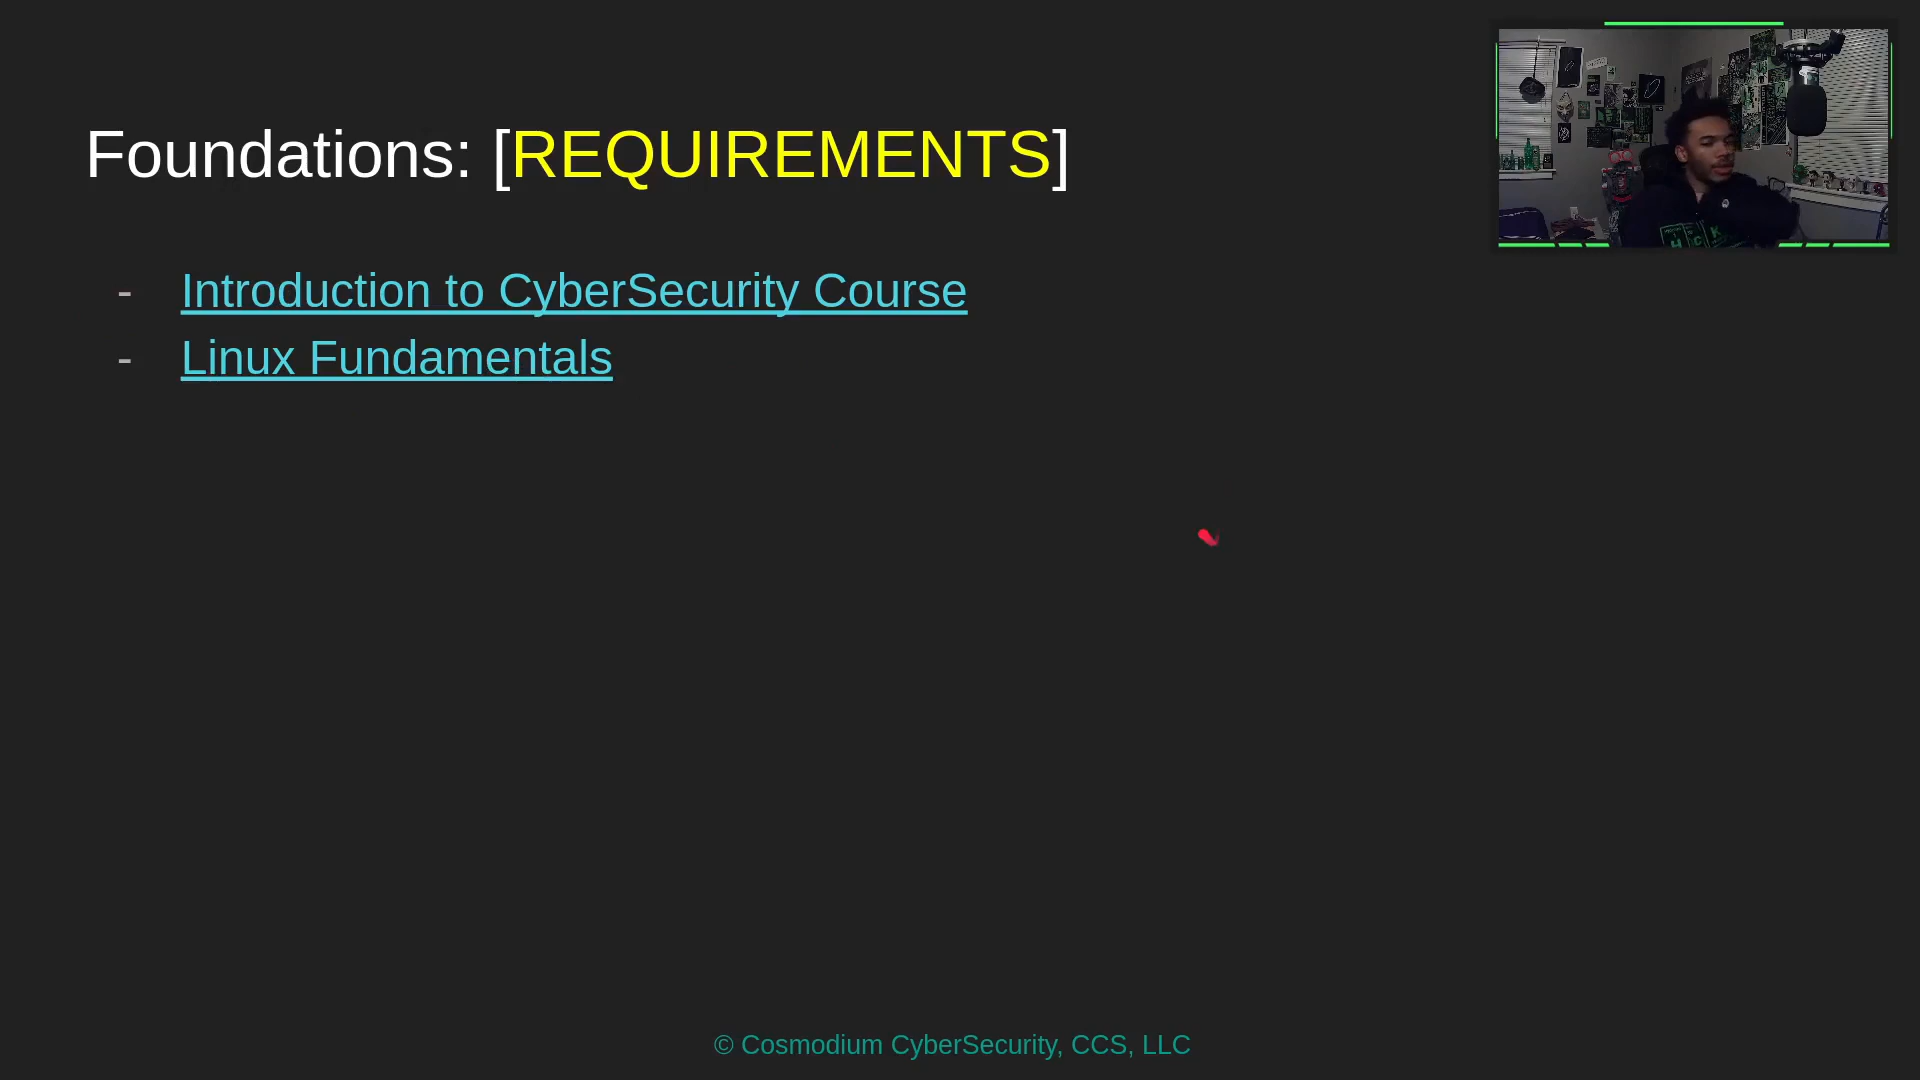 Foundations: [REQUIREMENTS]
- Introduction to CyberSecurity Course
- Linux Fundamentals
© Cosmodium CyberSecurity, CCS, LLC